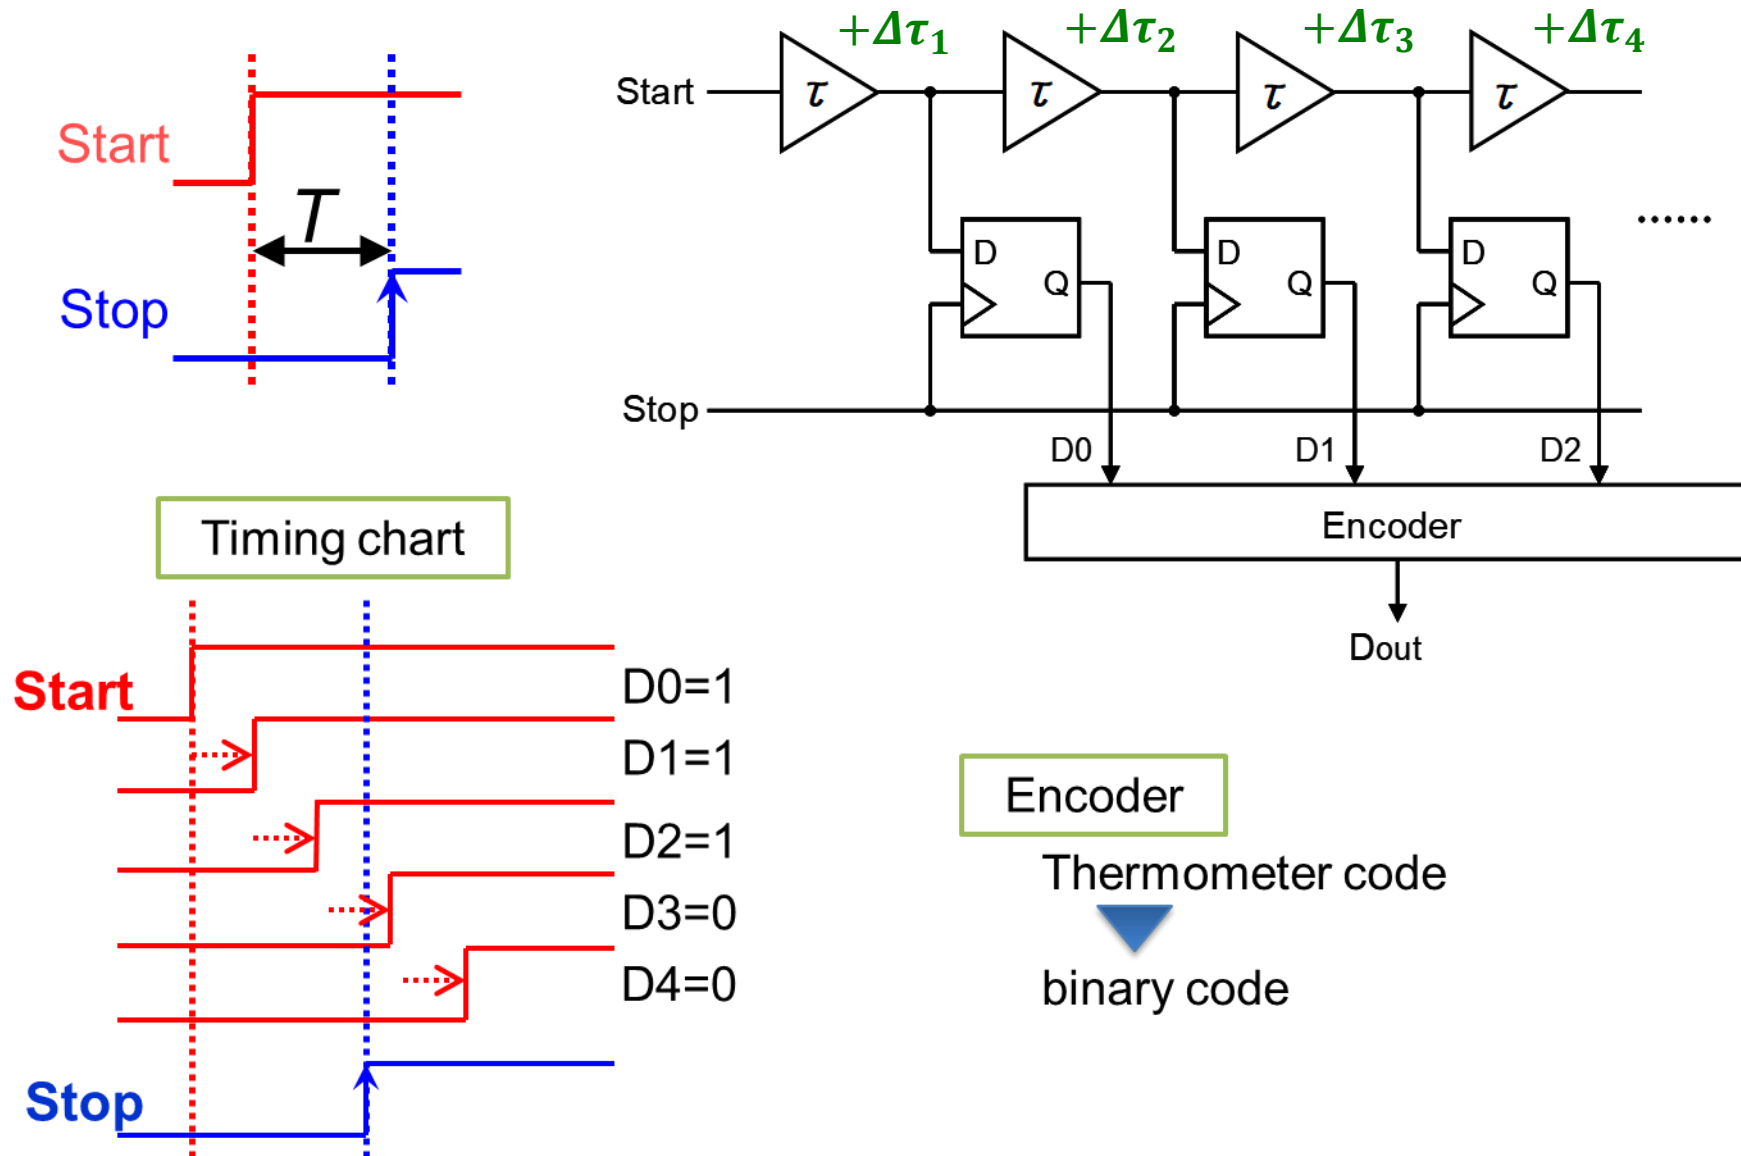 Start
T
Stop
+Δτ₁
+Δτ₂
+Δτ₃
+Δτ₄
Start
τ
τ
τ
τ
D
Q
D
Q
D
Q
......
Stop
D0
D1
D2
Encoder
Dout
Timing chart
Start
D0=1
D1=1
D2=1
D3=0
D4=0
Stop
Encoder
Thermometer code
binary code